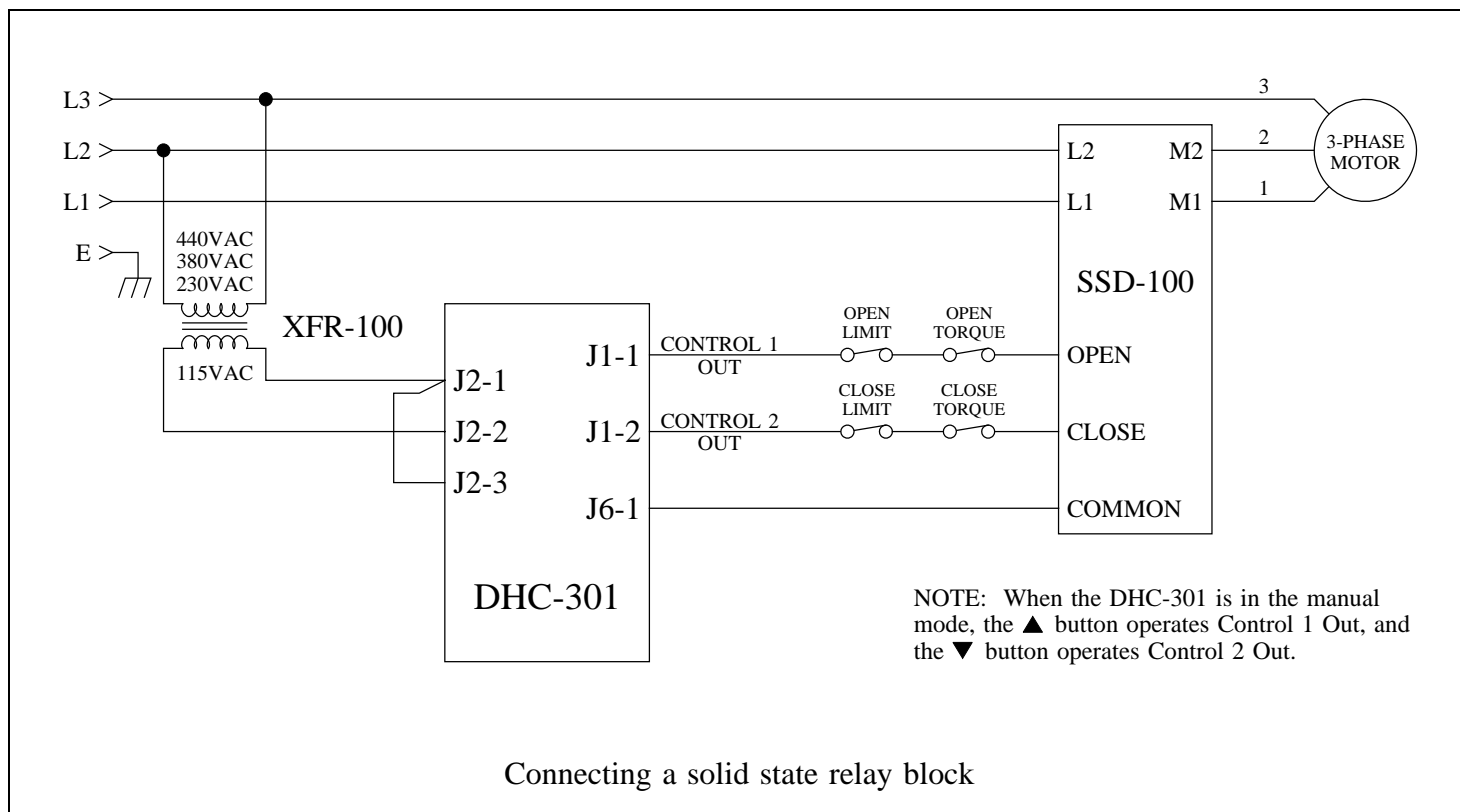 L3
3
L2
2
L1
1
E
3-PHASE
MOTOR
L2 M2
L1 M1
SSD-100
OPEN
CLOSE
COMMON
440VAC
380VAC
230VAC
XFR-100
115VAC
J2-1
J2-2
J2-3
J1-1
J1-2
J6-1
DHC-301
CONTROL 1
OUT
OPEN
LIMIT
OPEN
TORQUE
CONTROL 2
OUT
CLOSE
LIMIT
CLOSE
TORQUE
NOTE: When the DHC-301 is in the manual
mode, the ▲ button operates Control 1 Out, and
the ▼ button operates Control 2 Out.
Connecting a solid state relay block